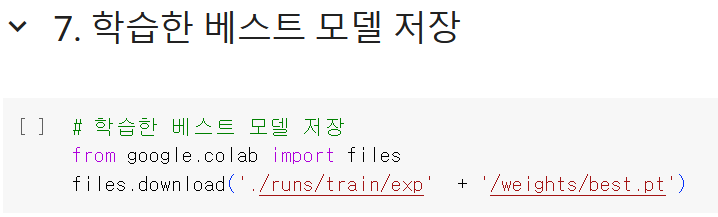 7. 학습한 베스트 모델 저장
[ ] # 학습한 베스트 모델 저장
from google.colab import files
files.download('./runs/train/exp' + '/weights/best.pt')